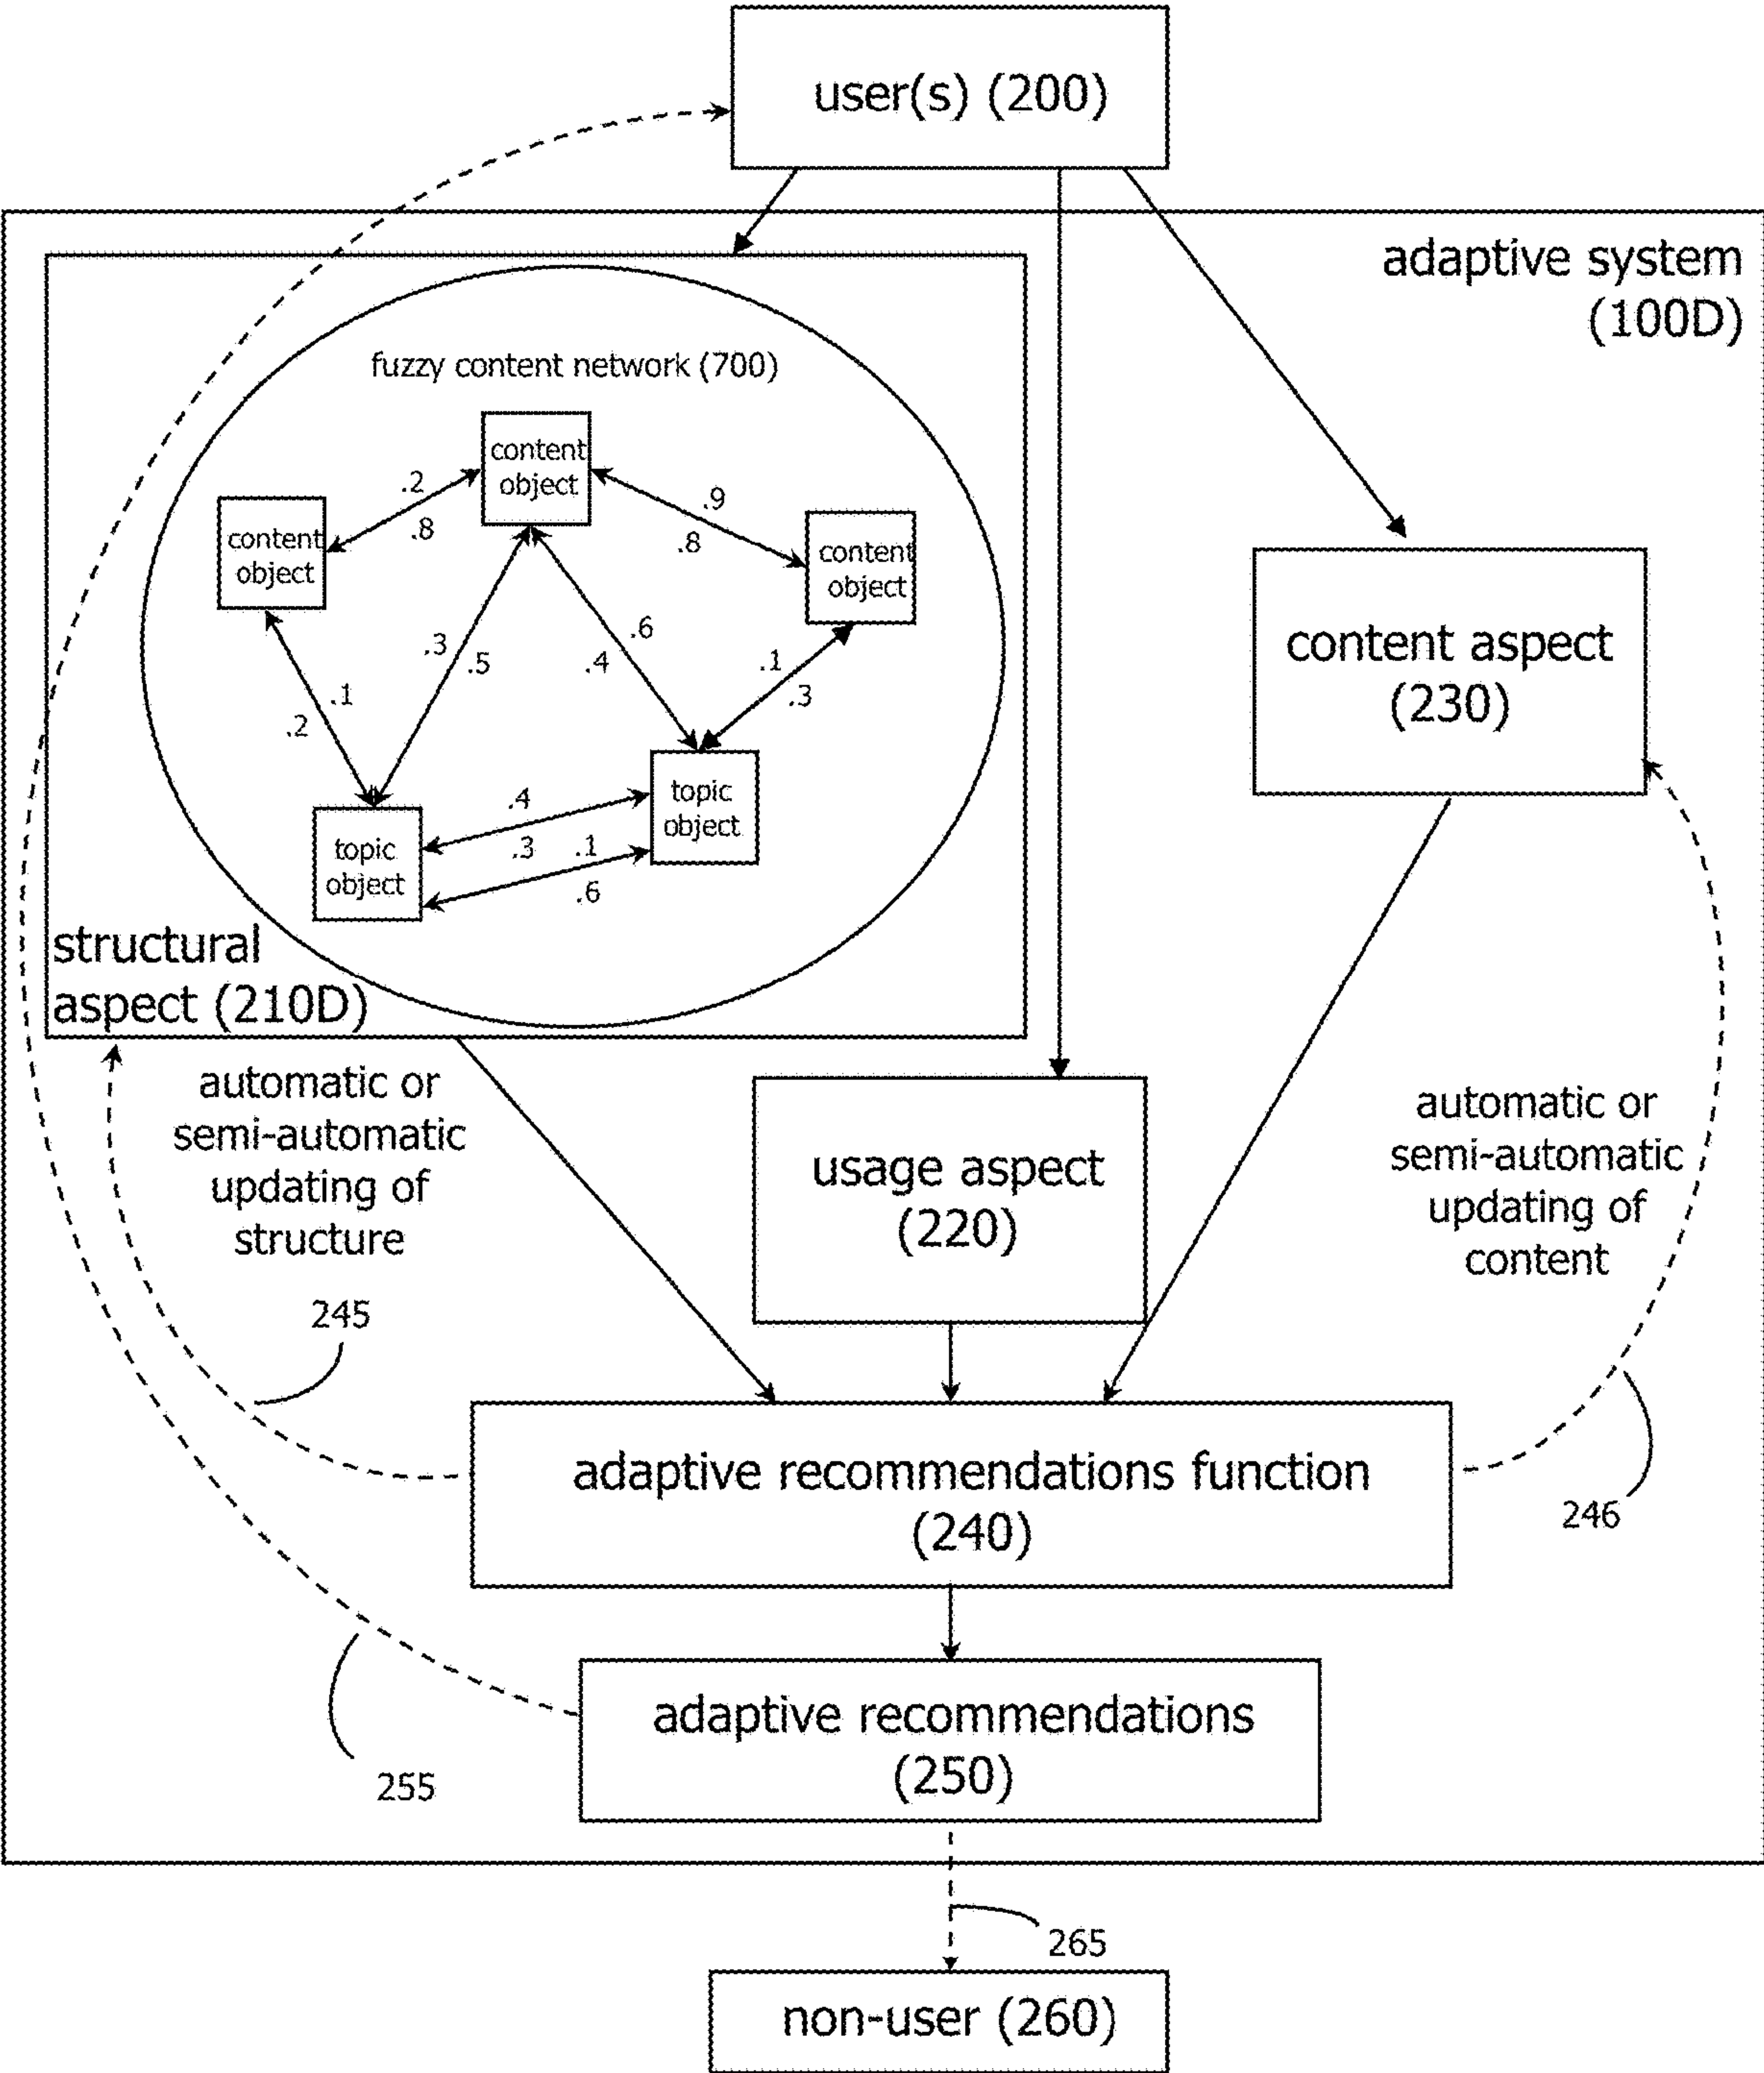 user(s) (200)
adaptive system
(100D)
fuzzy content network (700)
content
object
.2
.8
.9
.8
content
object
content
object
.3
.5
.6
.4
.1
.3
.1
.2
topic
object
.4
.3
.1
.6
topic
object
structural
aspect (210D)
content aspect
(230)
automatic or
semi-automatic
updating of
structure
usage aspect
(220)
automatic or
semi-automatic
updating of
content
245
adaptive recommendations function
(240)
246
adaptive recommendations
(250)
255
265
non-user (260)